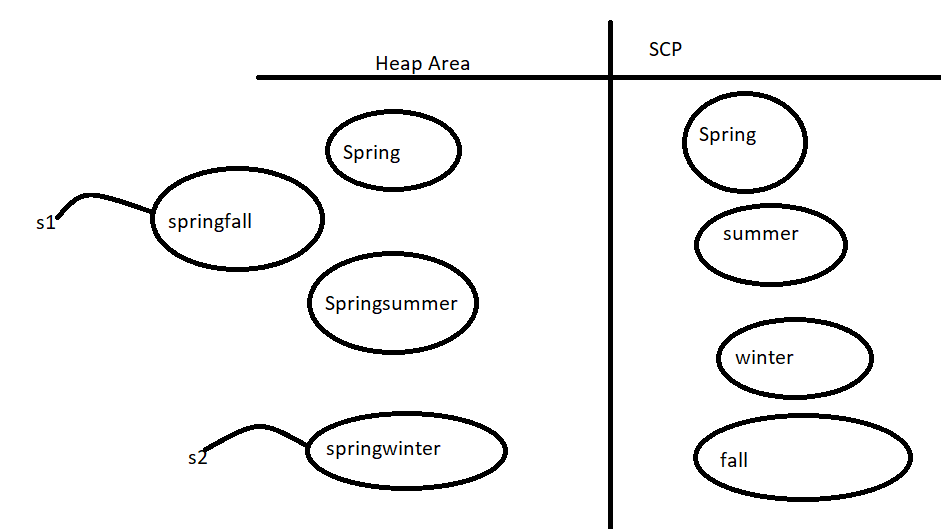 Heap Area
SCP
Spring
Spring
s1
springfall
summer
Springsummer
winter
s2
springwinter
fall